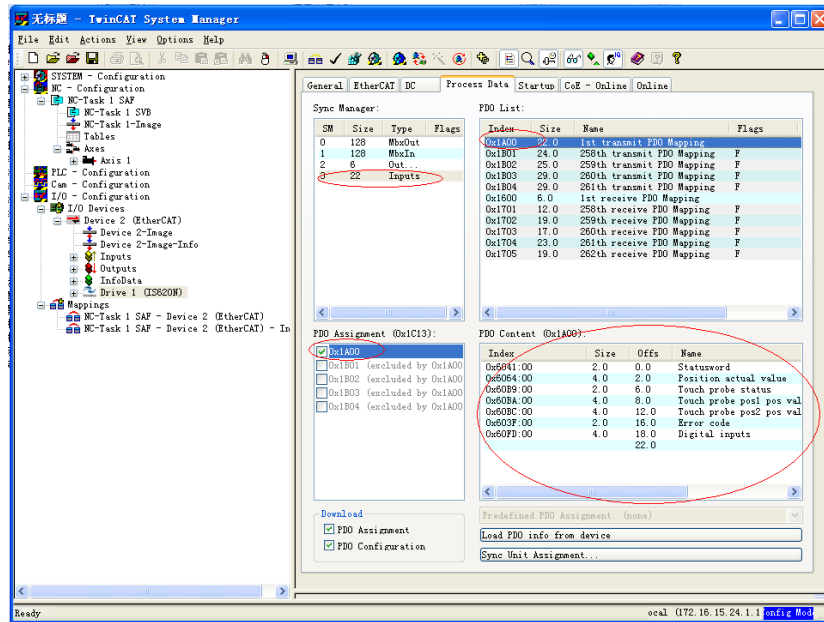 无标题 - TwinCAT System Manager
File Edit Actions View Options Help
SYSTEM - Configuration
NC - Configuration
NC-Task 1 SAF
NC-Task 1 SVB
NC-Task 1-Image
Tables
Axes
Axis 1
PLC - Configuration
Cam - Configuration
I/O - Configuration
I/O Devices
Device 2 (EtherCAT)
Device 2-Image
Device 2-Image-Info
Inputs
Outputs
InfoData
Drive 1 (IS620N)
Mappings
NC-Task 1 SAF - Device 2 (EtherCAT)
NC-Task 1 SAF - Device 2 (EtherCAT) - In
General EtherCAT DC Process Data Startup CoE - Online Online
Sync Manager:
SM Size Type Flags
0 128 MbxOut
1 128 MbxIn
2 6 Out...
3 22 Inputs
PDO List:
Index Size Name Flags
0x1A00 22.0 1st transmit PDO Mapping
0x1B01 24.0 258th transmit PDO Mapping F
0x1B02 25.0 259th transmit PDO Mapping F
0x1B03 29.0 260th transmit PDO Mapping F
0x1B04 29.0 261th transmit PDO Mapping F
0x1600 6.0 1st receive PDO Mapping
0x1701 12.0 258th receive PDO Mapping F
0x1702 19.0 259th receive PDO Mapping F
0x1703 17.0 260th receive PDO Mapping F
0x1704 23.0 261th receive PDO Mapping F
0x1705 19.0 262th receive PDO Mapping F
PDO Assignment (0x1C13):
0x1A00
0x1B01 (excluded by 0x1A00
0x1B02 (excluded by 0x1A00
0x1B03 (excluded by 0x1A00
0x1B04 (excluded by 0x1A00
PDO Content (0x1A00):
Index Size Offs Name
0x6041:00 2.0 0.0 Statusword
0x6064:00 4.0 2.0 Position actual value
0x60B9:00 2.0 6.0 Touch probe status
0x60BA:00 4.0 8.0 Touch probe pos1 pos val
0x60BC:00 4.0 12.0 Touch probe pos2 pos val
0x603F:00 2.0 16.0 Error code
0x60FD:00 4.0 18.0 Digital inputs
22.0
Download
PDO Assignment
PDO Configuration
Predefined PDO Assignment: (none)
Load PDO info from device
Sync Unit Assignment...
Ready
ocal (172.16.15.24.1.1 Config Mod